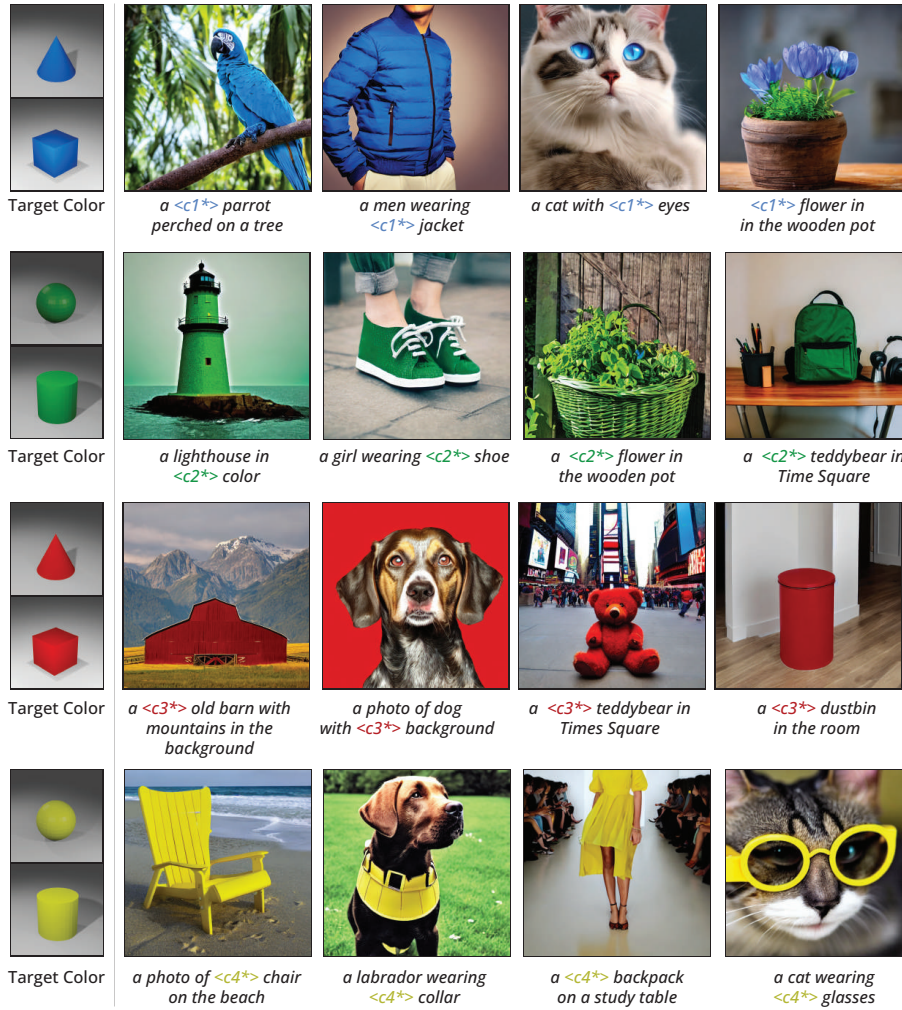 Target Color
a <c1*> parrot
perched on a tree
a men wearing
<c1*> jacket
a cat with <c1*> eyes
<c1*> flower in
in the wooden pot
Target Color
a lighthouse in
<c2*> color
a girl wearing <c2*> shoe
a <c2*> flower in
the wooden pot
a <c2*> teddybear in
Time Square
Target Color
a <c3*> old barn with
mountains in the
background
a photo of dog
with <c3*> background
a <c3*> teddybear in
Times Square
a <c3*> dustbin
in the room
Target Color
a photo of <c4*> chair
on the beach
a labrador wearing
<c4*> collar
a <c4*> backpack
on a study table
a cat wearing
<c4*> glasses